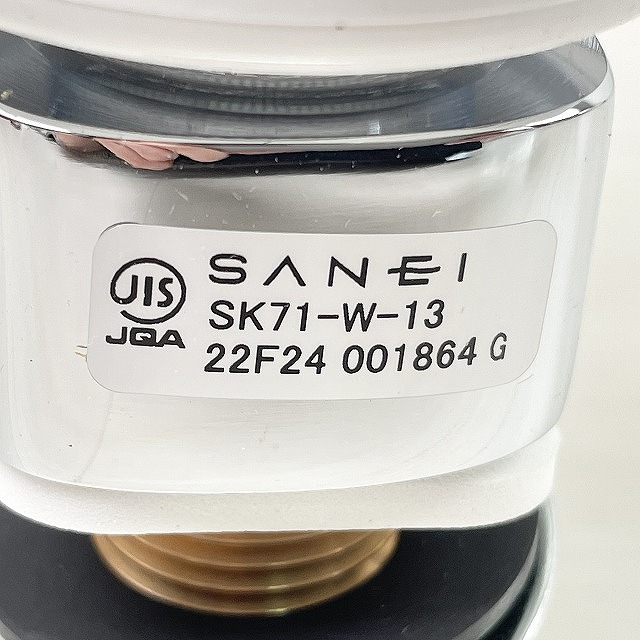 JIS
JQA
SANEI
SK71-W-13
22F24 001864 G